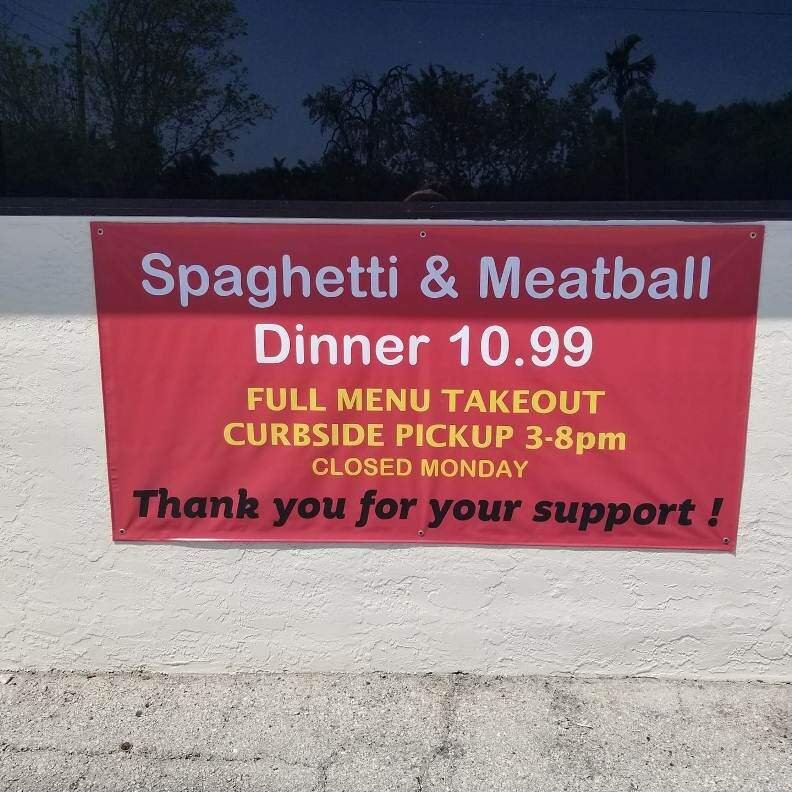 Spaghetti & Meatball
Dinner 10.99
FULL MENU TAKEOUT
CURBSIDE PICKUP 3-8pm
CLOSED MONDAY
Thank you for your support !